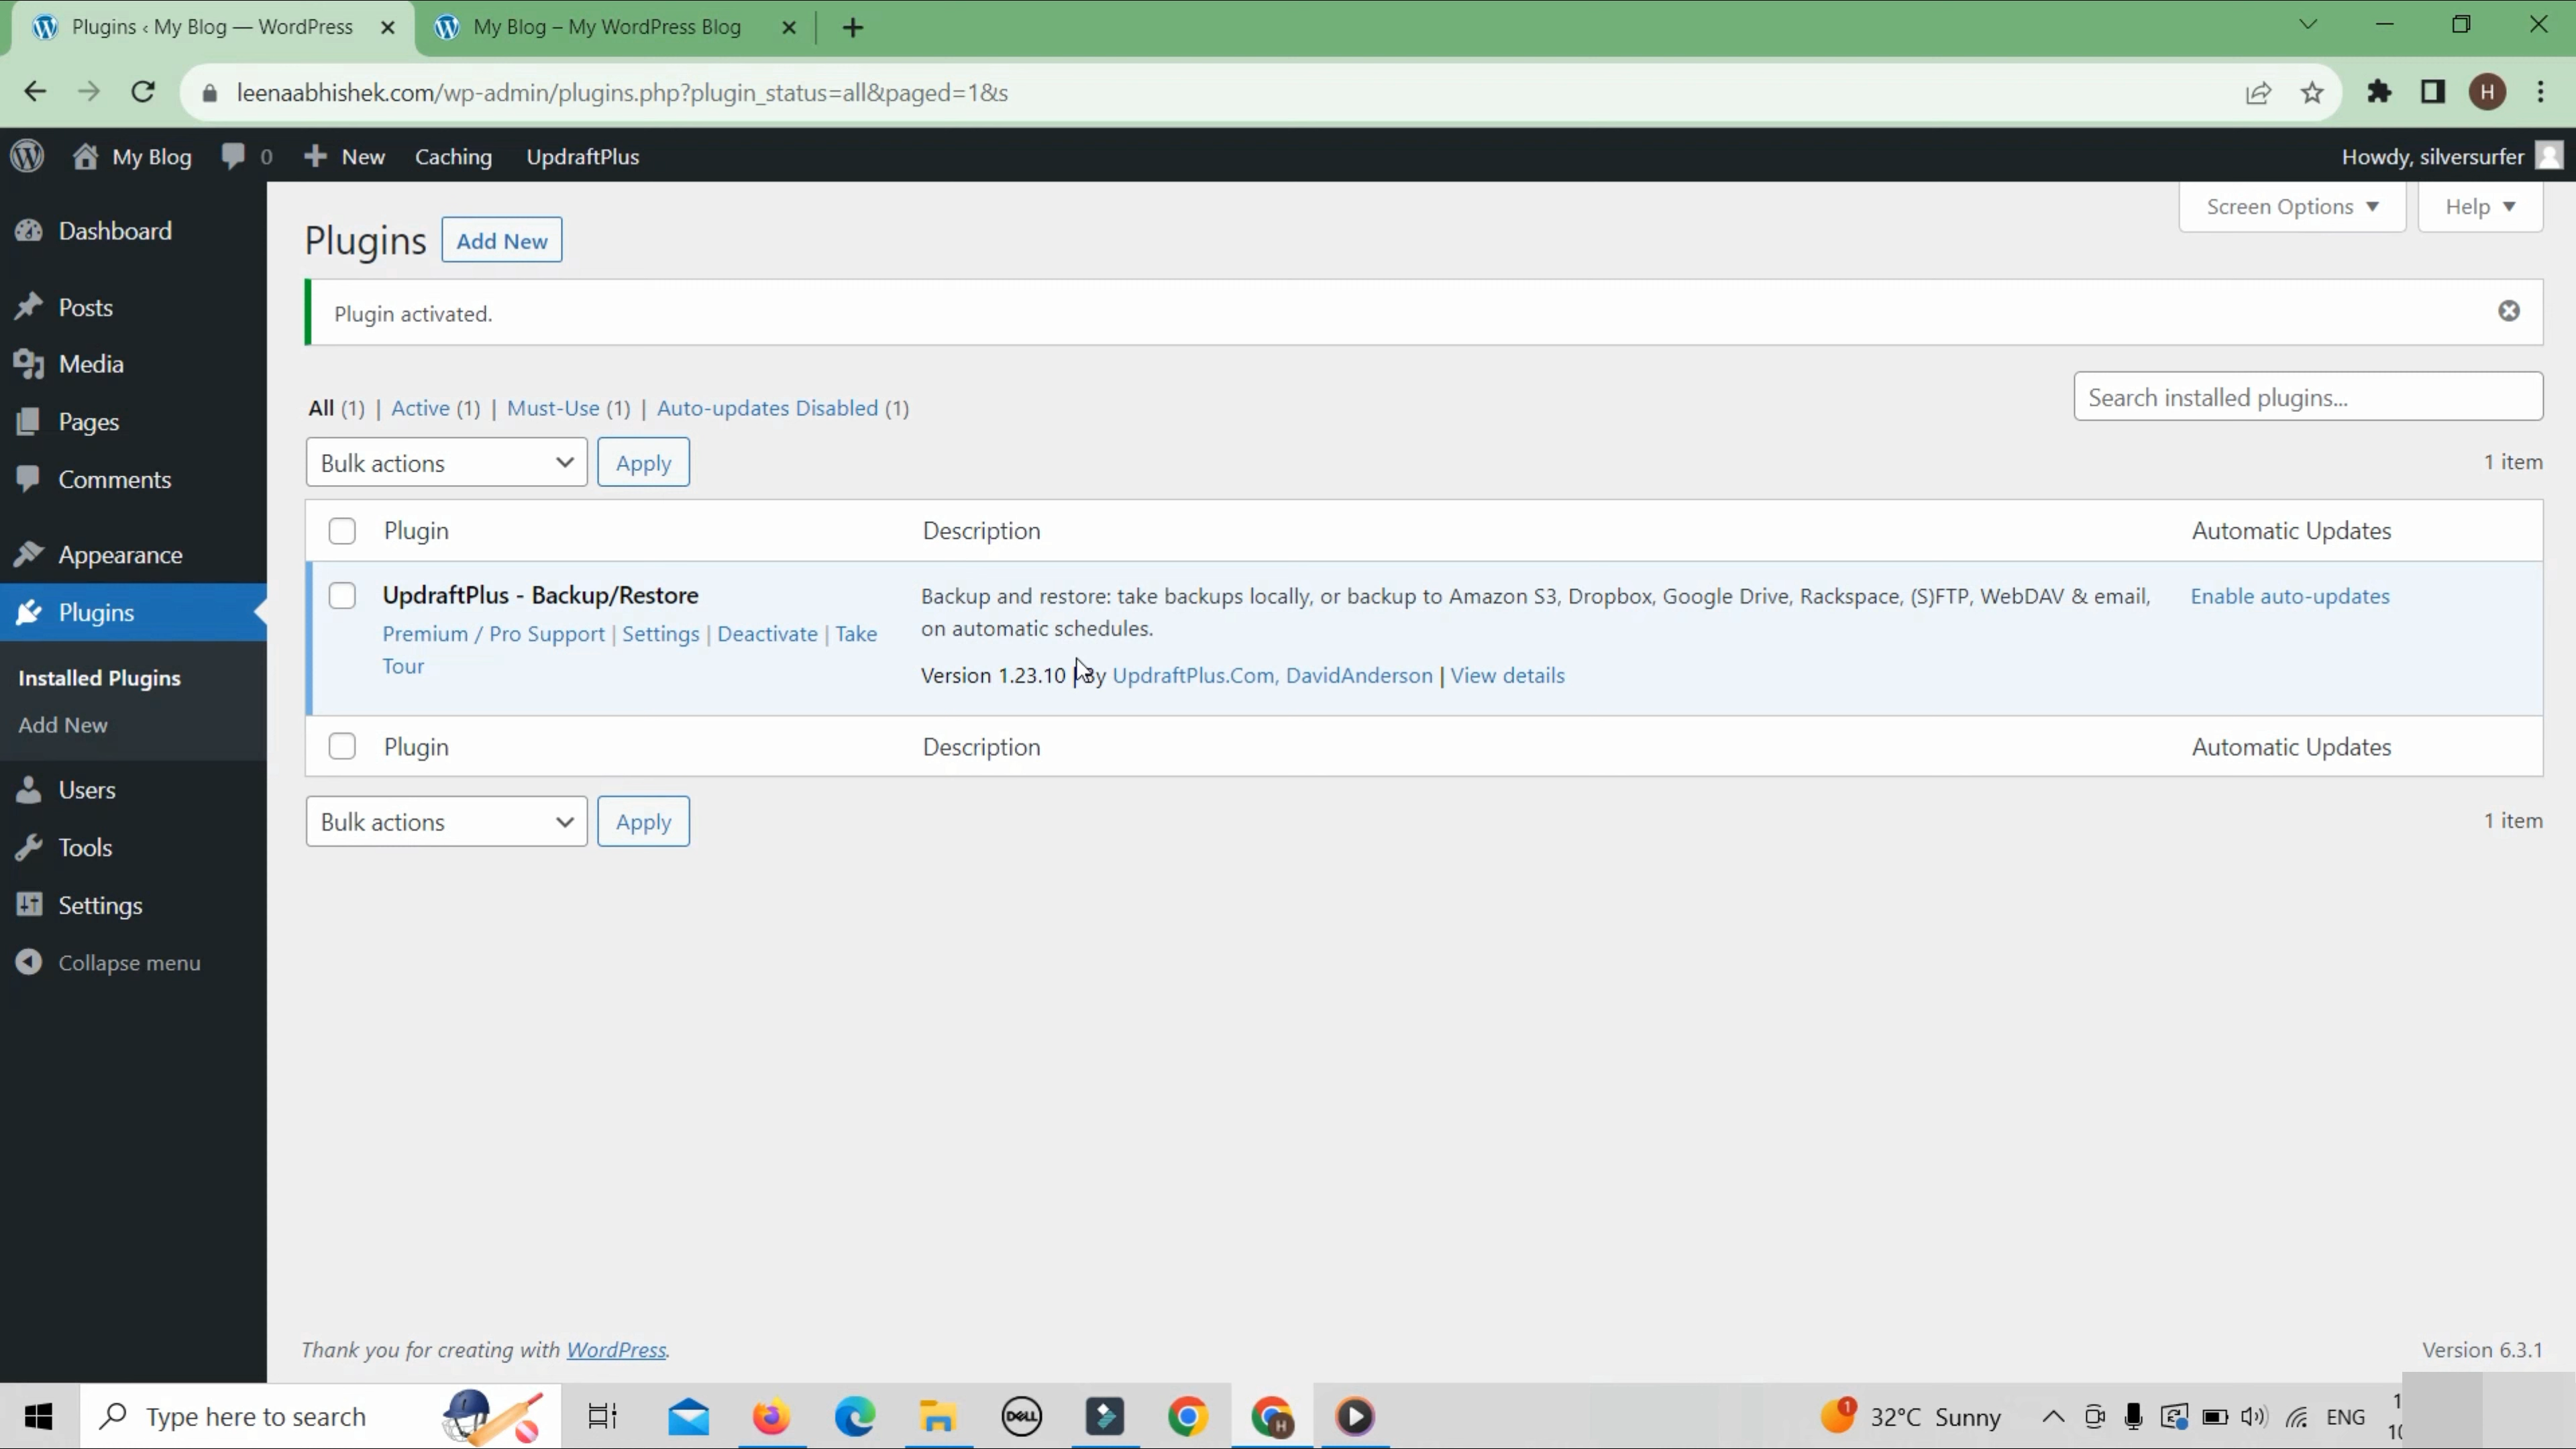 Plugins ‹ My Blog — WordPress
My Blog – My WordPress Blog
leenaabhishek.com/wp-admin/plugins.php?plugin_status=all&paged=1&s
H
My Blog 0 New Caching UpdraftPlus
Howdy, silversurfer
Dashboard
Posts
Media
Pages
Comments
Appearance
Plugins
Installed Plugins
Add New
Users
Tools
Settings
Collapse menu
Screen Options
Help
Plugins Add New
Plugin activated.
All (1) | Active (1) | Must-Use (1) | Auto-updates Disabled (1)
Search installed plugins...
Bulk actions Apply
1 item
Plugin Description Automatic Updates
UpdraftPlus - Backup/Restore
Premium / Pro Support | Settings | Deactivate | Take
Tour
Backup and restore: take backups locally, or backup to Amazon S3, Dropbox, Google Drive, Rackspace, (S)FTP, WebDAV & email,
on automatic schedules.
Version 1.23.10 | By UpdraftPlus.Com, DavidAnderson | View details
Enable auto-updates
Plugin Description Automatic Updates
Bulk actions Apply
1 item
Thank you for creating with WordPress.
Version 6.3.1
Type here to search
DELL
H
1
32°C Sunny
ENG